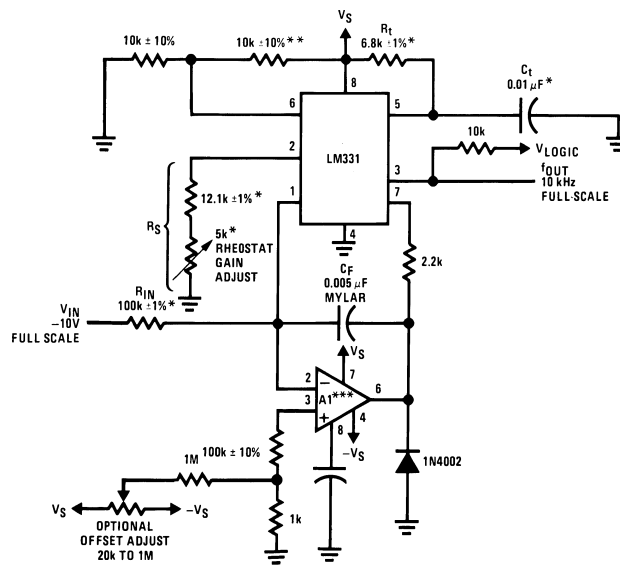 VS
10k ± 10%
10k ± 10%**
Rt
6.8k ± 1%*
Ct
0.01 µF*
8
6
5
2
LM331
10k
VLOGIC
3
fOUT
10 kHz
FULL-SCALE
1
7
4
RS
12.1k ± 1%*
5k*
RHEOSTAT
GAIN
ADJUST
2.2k
CF
0.005 µF
MYLAR
RIN
100k ± 1%*
VIN
−10V
FULL SCALE
VS
7
2
−
A1***
6
3
+
4
8
−VS
100k ± 10%
1M
1N4002
VS
−VS
1k
OPTIONAL
OFFSET ADJUST
20k TO 1M